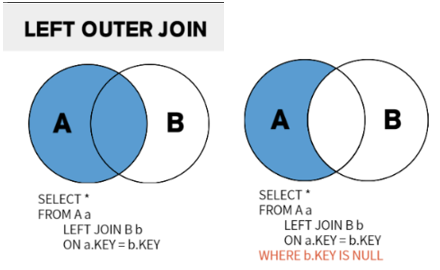 LEFT OUTER JOIN
A
B
SELECT *
FROM A a
LEFT JOIN B b
ON a.KEY = b.KEY
A
B
SELECT *
FROM A a
LEFT JOIN B b
ON a.KEY = b.KEY
WHERE b.KEY IS NULL